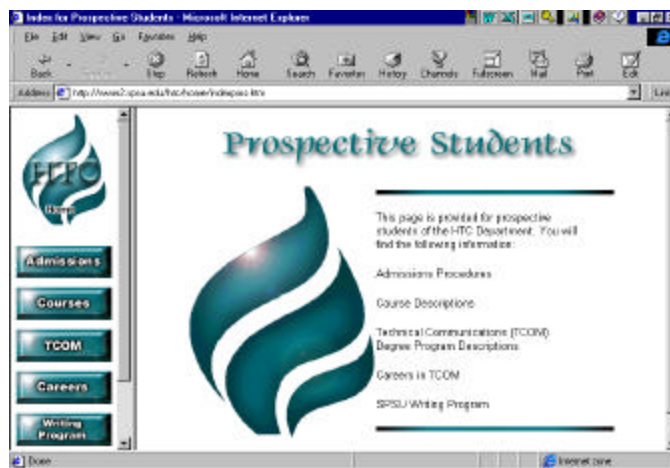 Index for Prospective Students - Microsoft Internet Explorer
File Edit View Go Favorites Help
Back Stop Refresh Home Search Favorites History Channels Fullscreen Mail Print Edit
Address
Prospective Students
HTC
Home
Admissions
Courses
TCOM
Careers
Writing
Program
This page is provided for prospective
students of the HTC Department. You will
find the following information:
Admissions Procedures
Course Descriptions
Technical Communications (TCOM)
Degree Program Descriptions
Careers in TCOM
SPSU Writing Program
Done
Internet zone